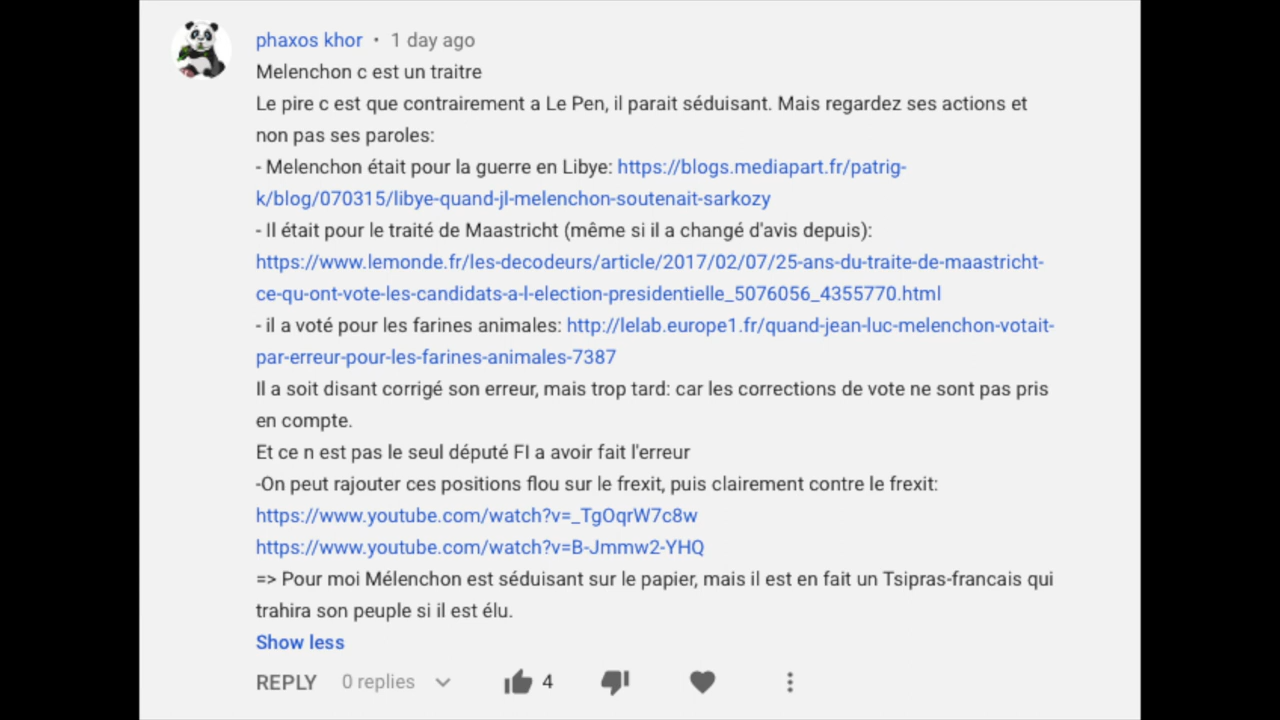 phaxos khor • 1 day ago
Melenchon c est un traitre
Le pire c est que contrairement a Le Pen, il parait séduisant. Mais regardez ses actions et
non pas ses paroles:
- Melenchon était pour la guerre en Libye: https://blogs.mediapart.fr/patrig-
k/blog/070315/libye-quand-jl-melenchon-soutenait-sarkozy
- Il était pour le traité de Maastricht (même si il a changé d'avis depuis):
https://www.lemonde.fr/les-decodeurs/article/2017/02/07/25-ans-du-traite-de-maastricht-
ce-qu-ont-vote-les-candidats-a-l-election-presidentielle_5076056_4355770.html
- il a voté pour les farines animales: http://lelab.europe1.fr/quand-jean-luc-melenchon-votait-
par-erreur-pour-les-farines-animales-7387
Il a soit disant corrigé son erreur, mais trop tard: car les corrections de vote ne sont pas pris
en compte.
Et ce n est pas le seul député FI a avoir fait l'erreur
-On peut rajouter ces positions flou sur le frexit, puis clairement contre le frexit:
https://www.youtube.com/watch?v=_TgOqrW7c8w
https://www.youtube.com/watch?v=B-Jmmw2-YHQ
=> Pour moi Mélenchon est séduisant sur le papier, mais il est en fait un Tsipras-francais qui
trahira son peuple si il est élu.
Show less
REPLY 0 replies 4